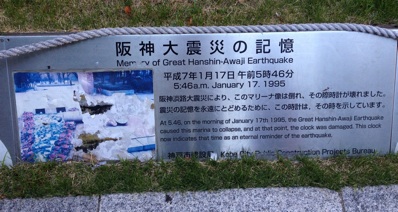 阪神大震災の記憶
Memory of Great Hanshin-Awaji Earthquake
平成7年1月17日 午前5時46分
5:46a.m. January 17, 1995
阪神淡路大震災により、このマリーナ像は倒れ、その際時計が壊れました。
震災の記憶を永遠にとどめるために、この時計は、その時を示しています。
At 5:46, on the morning of January 17th 1995, the Great Hanshin-Awaji Earthquake
caused this marina to collapse, and at that point, the clock was damaged. This clock
now indicates that time as an eternal reminder of the earthquake.
神戸市建設局 Kobe City Construction Projects Bureau